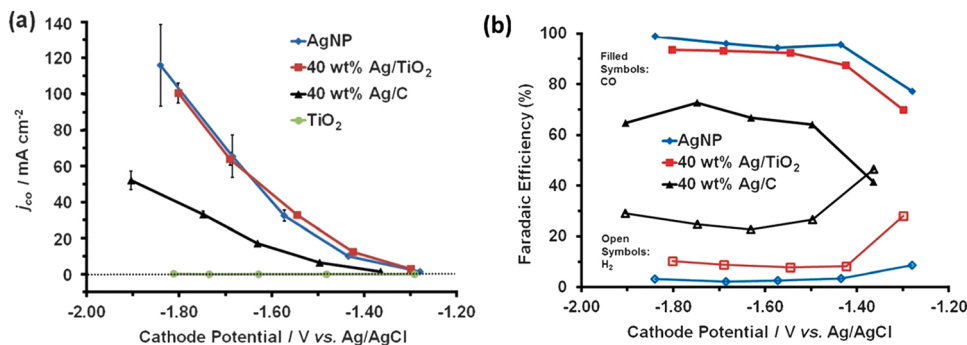 (a)
140
120
100
80
60
40
20
0
-2.00
-1.80
-1.60
-1.40
-1.20
j_CO / mA cm⁻²
Cathode Potential / V vs. Ag/AgCl
AgNP
40 wt% Ag/TiO₂
40 wt% Ag/C
TiO₂
(b)
100
80
60
40
20
0
-2.00
-1.80
-1.60
-1.40
-1.20
Faradaic Efficiency (%)
Cathode Potential / V vs. Ag/AgCl
Filled
Symbols:
CO
AgNP
40 wt% Ag/TiO₂
40 wt% Ag/C
Open
Symbols:
H₂